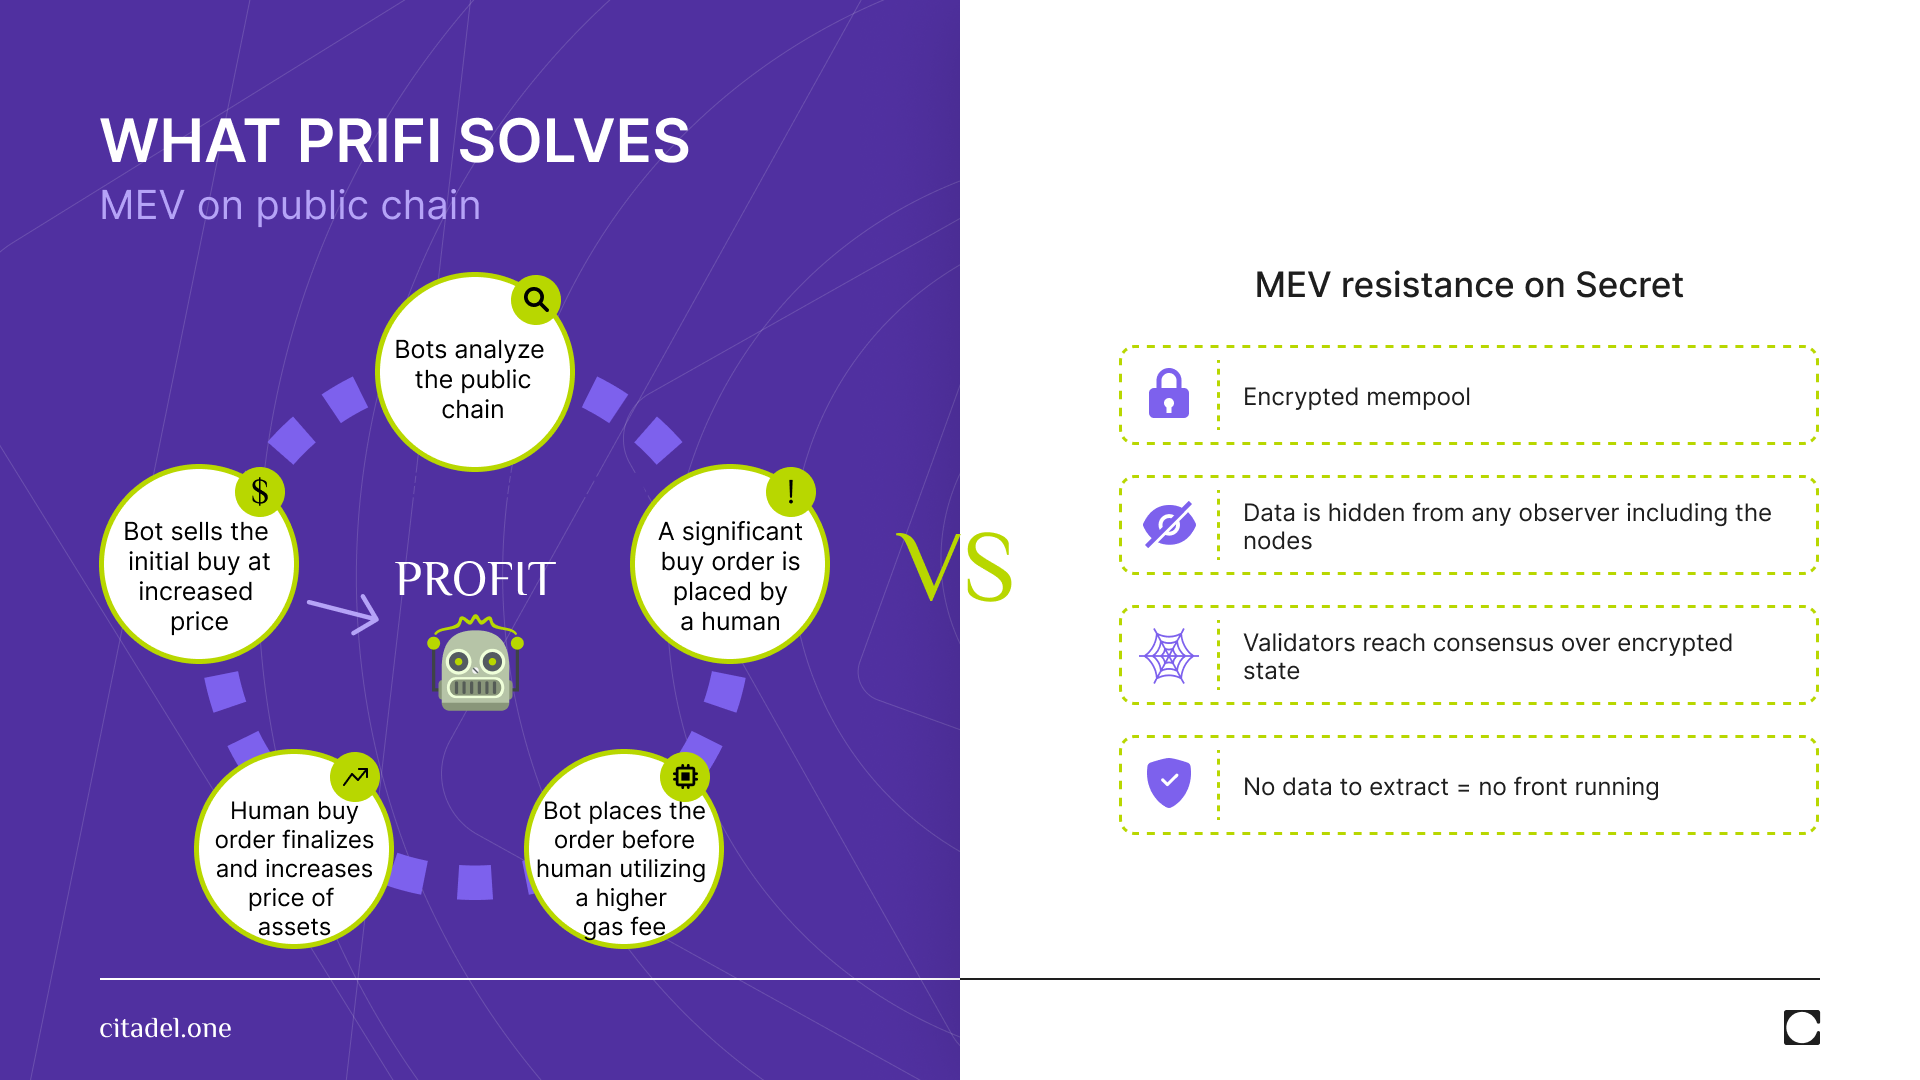 WHAT PRIFI SOLVES
MEV on public chain
Bots analyze
the public
chain
!
A significant
buy order is
placed by
a human
Bot places the
order before
human utilizing
a higher
gas fee
Human buy
order finalizes
and increases
price of
assets
$
Bot sells the
initial buy at
increased
price
PROFIT
VS
MEV resistance on Secret
Encrypted mempool
Data is hidden from any observer including the
nodes
Validators reach consensus over encrypted
state
No data to extract = no front running
citadel.one